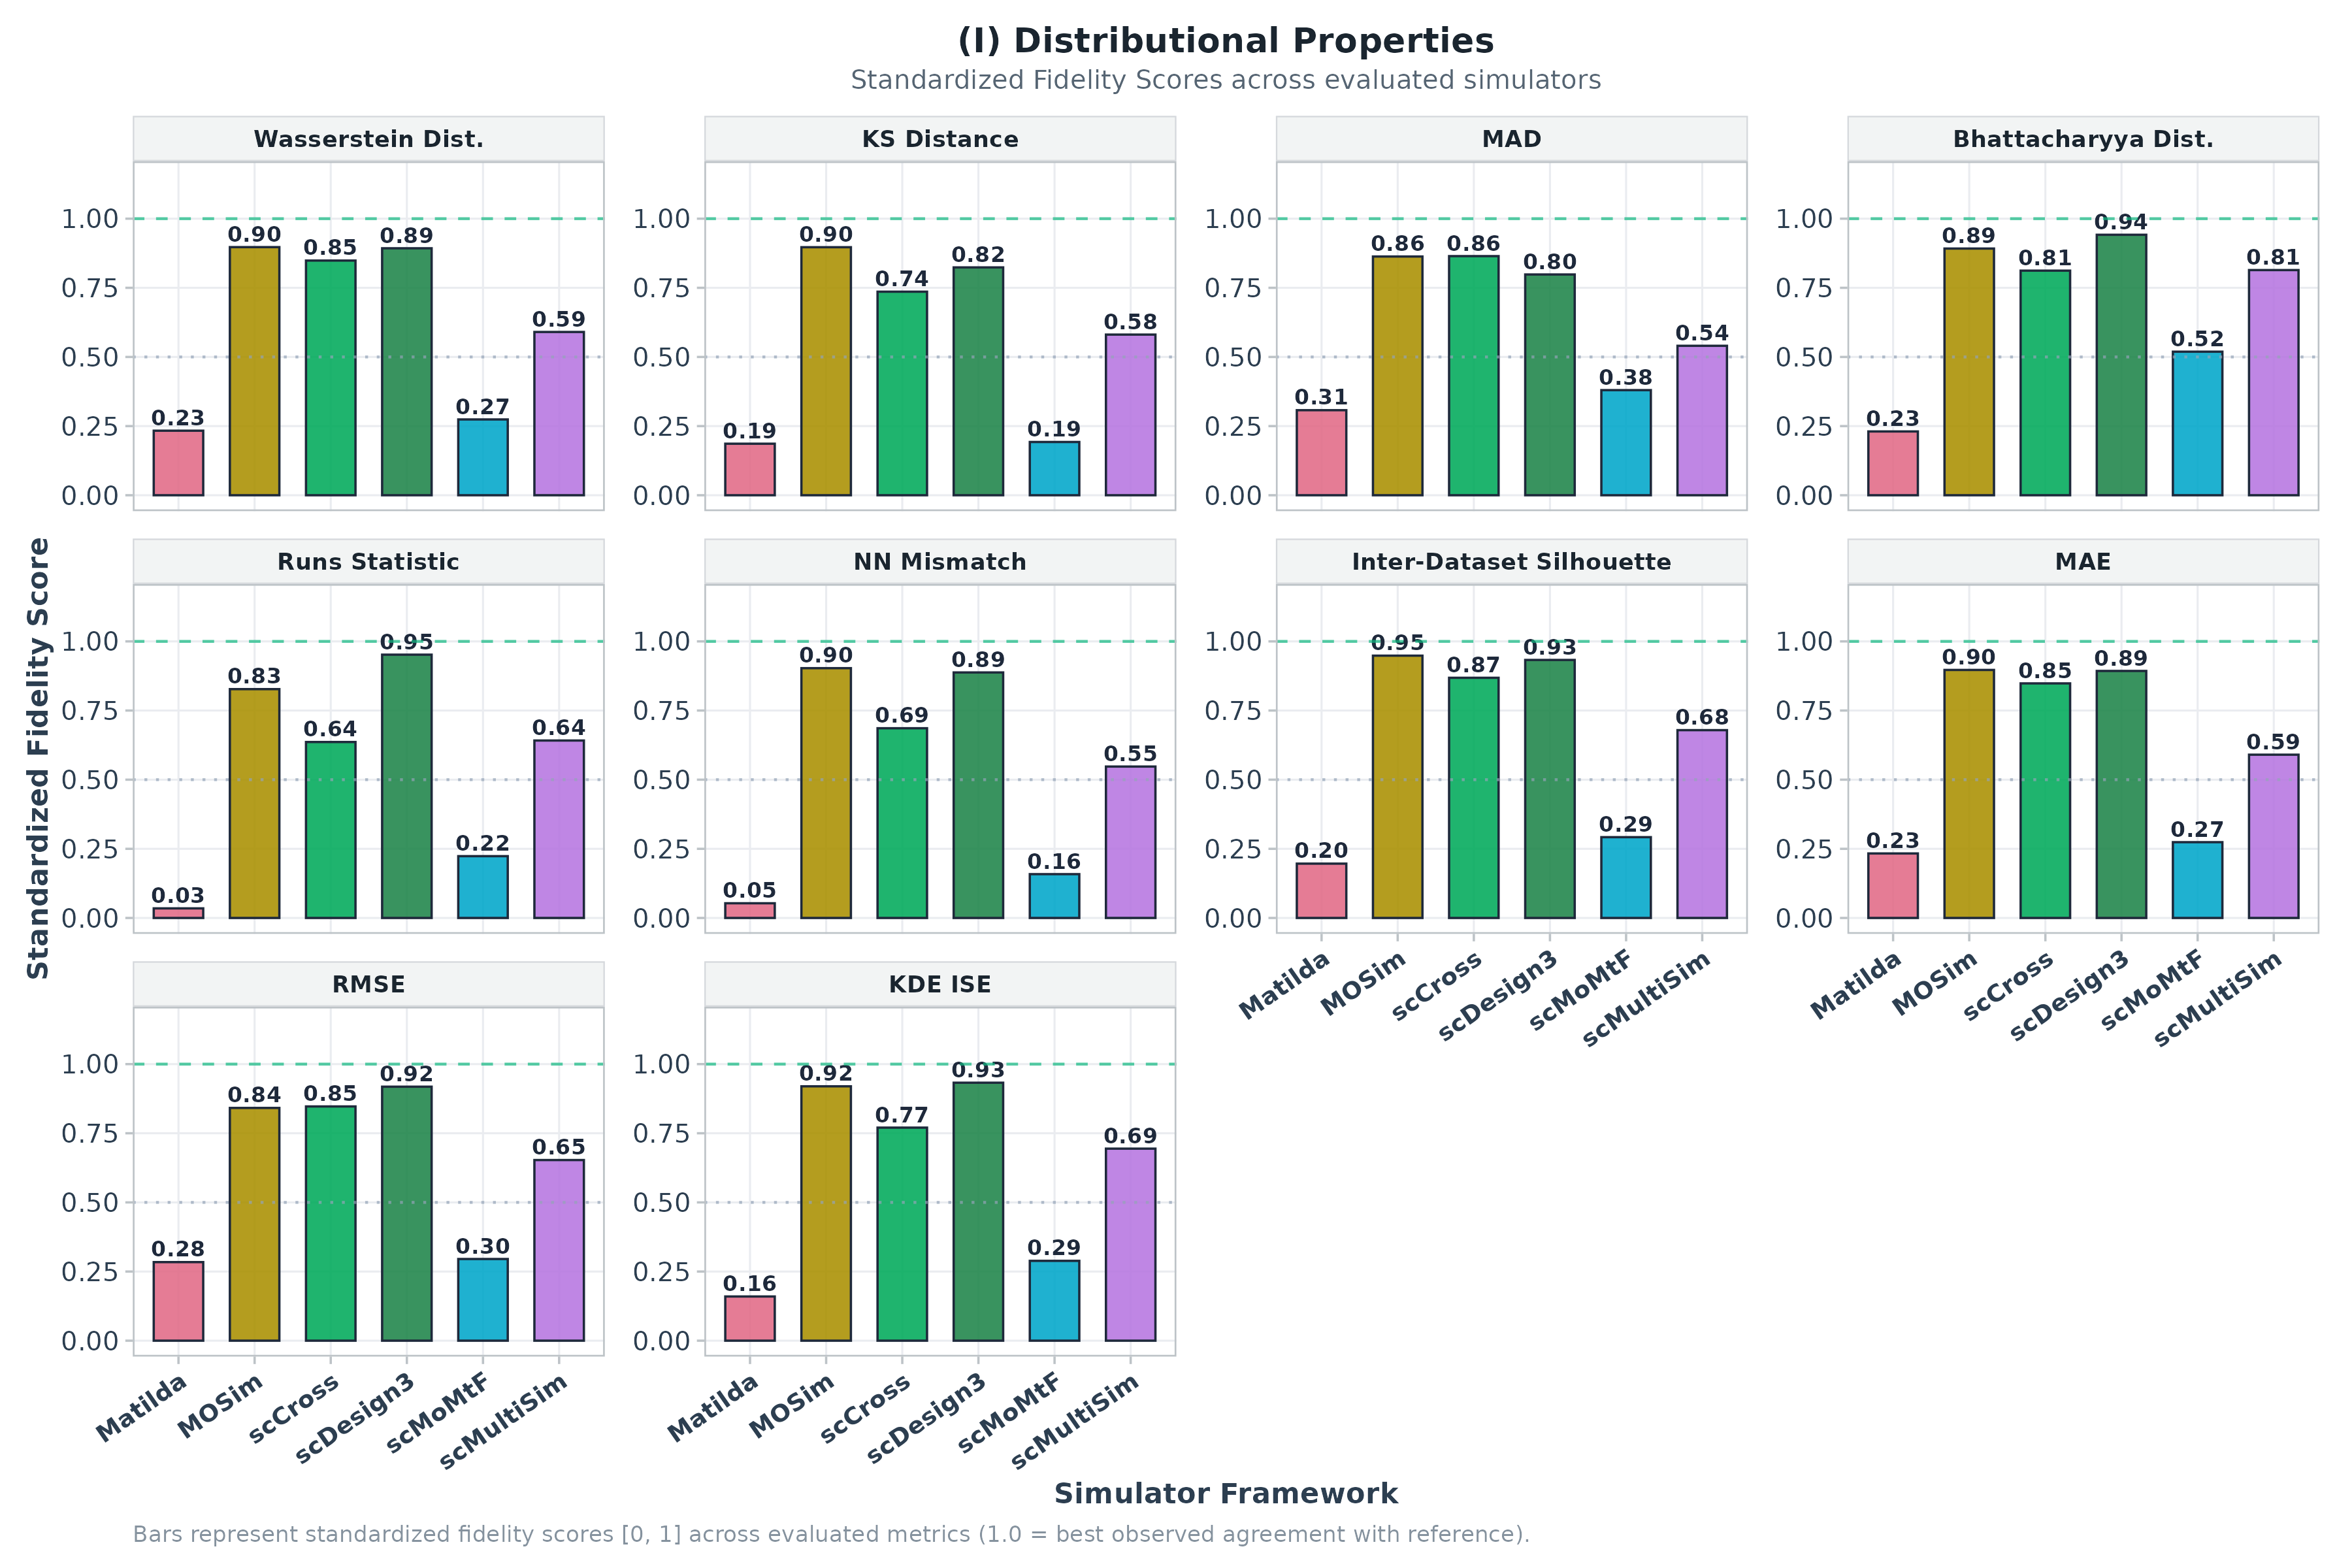 (I) Distributional Properties
Standardized Fidelity Scores across evaluated simulators
Standardized Fidelity Score
Wasserstein Dist.
1.00
0.75
0.50
0.25
0.00
0.23
0.90
0.85
0.89
0.27
0.59
KS Distance
1.00
0.75
0.50
0.25
0.00
0.19
0.90
0.74
0.82
0.19
0.58
MAD
1.00
0.75
0.50
0.25
0.00
0.31
0.86
0.86
0.80
0.38
0.54
Bhattacharyya Dist.
1.00
0.75
0.50
0.25
0.00
0.23
0.89
0.81
0.94
0.52
0.81
Runs Statistic
1.00
0.75
0.50
0.25
0.00
0.03
0.83
0.64
0.95
0.22
0.64
NN Mismatch
1.00
0.75
0.50
0.25
0.00
0.05
0.90
0.69
0.89
0.16
0.55
Inter-Dataset Silhouette
1.00
0.75
0.50
0.25
0.00
0.20
0.95
0.87
0.93
0.29
0.68
Matilda
MOSim
scCross
scDesign3
scMoMtF
scMultiSim
MAE
1.00
0.75
0.50
0.25
0.00
0.23
0.90
0.85
0.89
0.27
0.59
Matilda
MOSim
scCross
scDesign3
scMoMtF
scMultiSim
RMSE
1.00
0.75
0.50
0.25
0.00
0.28
0.84
0.85
0.92
0.30
0.65
Matilda
MOSim
scCross
scDesign3
scMoMtF
scMultiSim
KDE ISE
1.00
0.75
0.50
0.25
0.00
0.16
0.92
0.77
0.93
0.29
0.69
Matilda
MOSim
scCross
scDesign3
scMoMtF
scMultiSim
Simulator Framework
Bars represent standardized fidelity scores [0, 1] across evaluated metrics (1.0 = best observed agreement with reference).